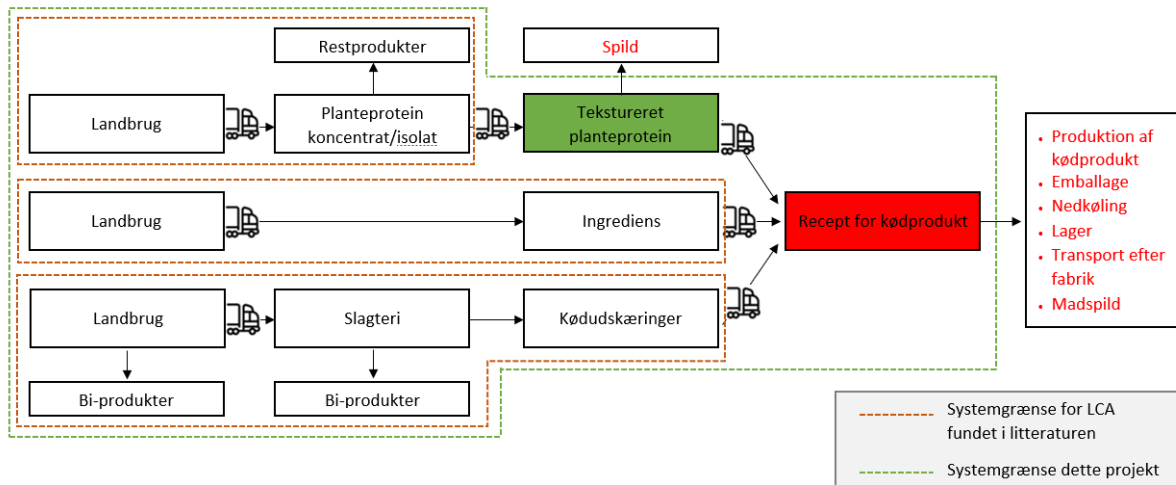 Restprodukter
Spild
Landbrug
Planteprotein
koncentrat/isolat
Tekstureret
planteprotein
Landbrug
Ingrediens
Recept for kødprodukt
• Produktion af
kødprodukt
• Emballage
• Nedkøling
• Lager
• Transport efter
fabrik
• Madspild
Landbrug
Slagteri
Kødudskæringer
Bi-produkter
Bi-produkter
Systemgrænse for LCA
fundet i litteraturen
Systemgrænse dette projekt